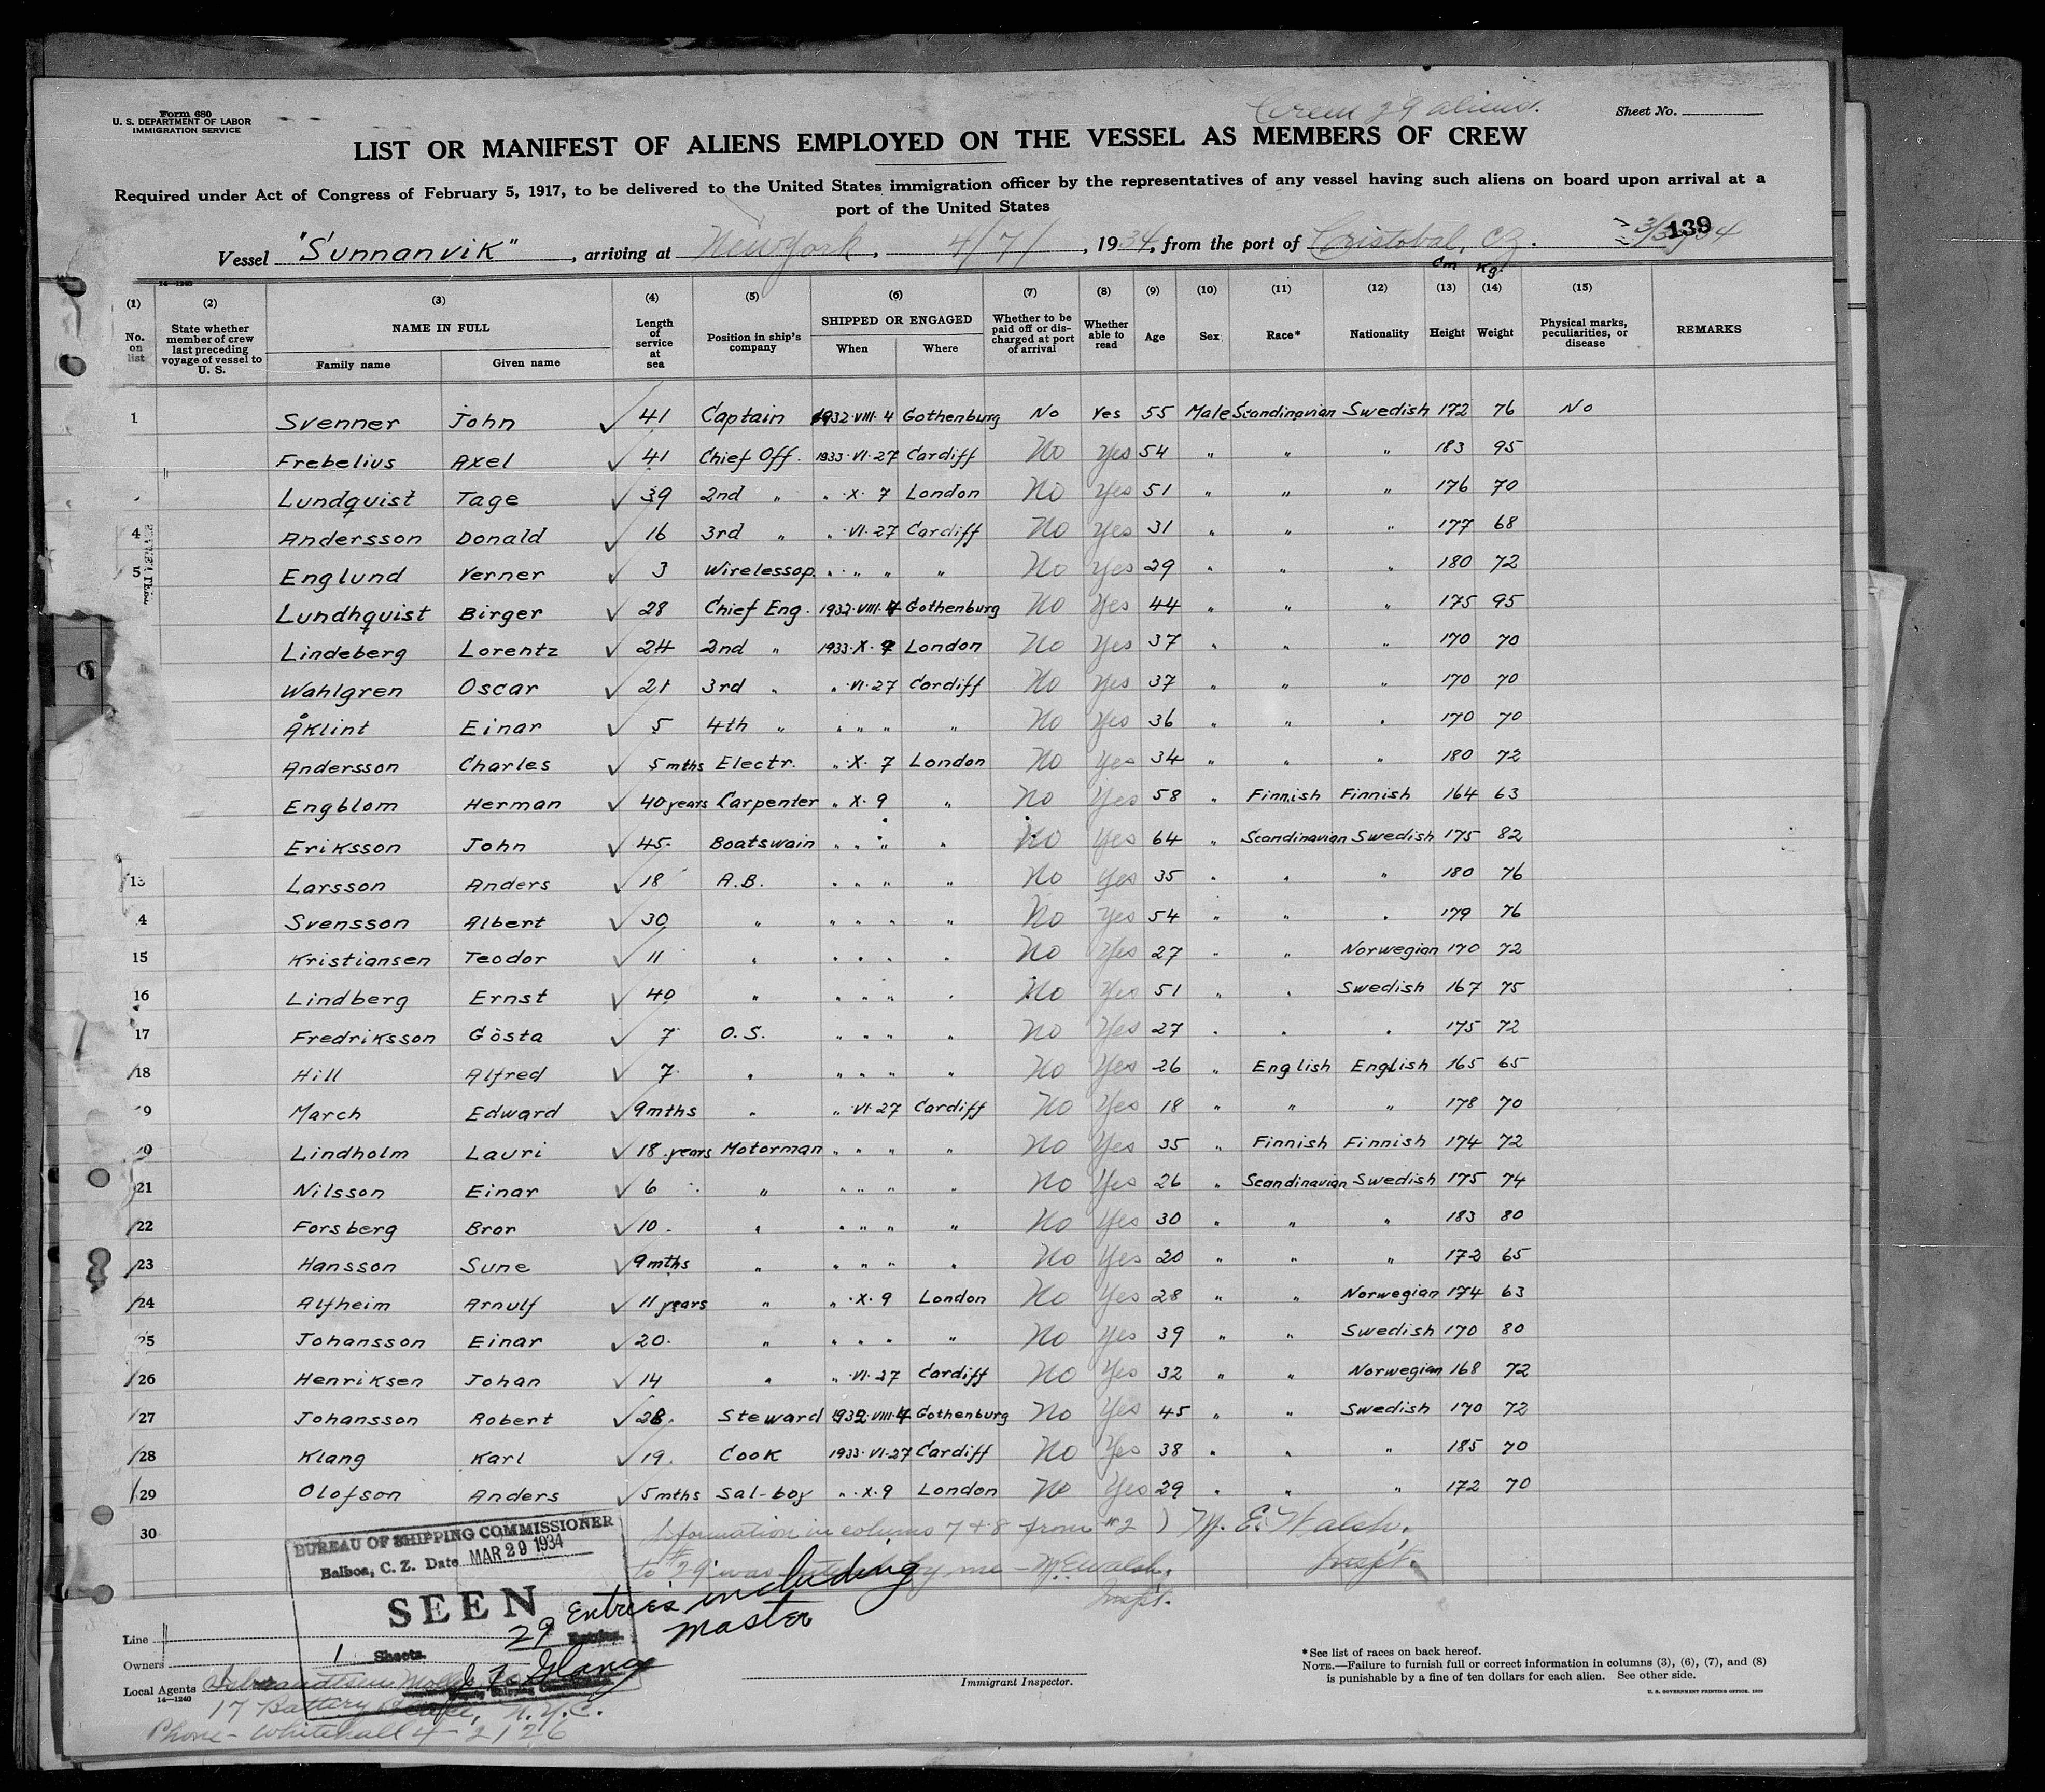 Crew 29 aliens.
Form 680
U. S. DEPARTMENT OF LABOR
IMMIGRATION SERVICE
Sheet No.
LIST OR MANIFEST OF ALIENS EMPLOYED ON THE VESSEL AS MEMBERS OF CREW
Required under Act of Congress of February 5, 1917, to be delivered to the United States immigration officer by the representatives of any vessel having such aliens on board upon arrival at a
port of the United States
139
Vessel "Sunnanvik", arriving at New York, 4/7/, 1934, from the port of Cristobal, CZ.
14—1240
Cm Kg.
(1) (2) (3) (4) (5) (6) (7) (8) (9) (10) (11) (12) (13) (14) (15)
No. on list
State whether member of crew last preceding voyage of vessel to U. S.
NAME IN FULL
Family name Given name
Length of service at sea
Position in ship's company
SHIPPED OR ENGAGED
When Where
Whether to be paid off or discharged at port of arrival
Whether able to read
Age Sex Race* Nationality Height Weight
Physical marks, peculiarities, or disease
REMARKS
1 Svenner John ✓ 41 Captain 1932·VIII·4 Gothenburg No Yes 55 Male Scandinavian Swedish 172 76 No
Frebelius Axel ✓ 41 Chief Off. 1933·VI·27 Cardiff No Yes 54 " " " 183 95
Lundquist Tage ✓ 39 2nd " " ·X· 7 London No Yes 51 " " " 176 70
4 Andersson Donald ✓ 16 3rd " " ·VI·27 Cardiff No Yes 31 " " " 177 68
5 Englund Verner ✓ 3 Wirelessop. " " " " No Yes 29 " " " 180 72
Lundhquist Birger ✓ 28 Chief Eng. 1932·VIII·4 Gothenburg No Yes 44 " " " 175 95
Lindeberg Lorentz ✓ 24 2nd " 1933·X·9 London No Yes 37 " " " 170 70
Wahlgren Oscar ✓ 21 3rd " " ·VI·27 Cardiff No Yes 37 " " " 170 70
Åklint Einar ✓ 5 4th " " " " " No Yes 36 " " " 170 70
Andersson Charles ✓ 5mths Electr. " ·X· 7 London No Yes 34 " " " 180 72
Engblom Herman ✓ 40 years Carpenter " X·9 " No Yes 58 " Finnish Finnish 164 63
Eriksson John ✓ 45 Boatswain " " " " No Yes 64 " Scandinavian Swedish 175 82
13 Larsson Anders ✓ 18 A.B. " " " " No Yes 35 " " " 180 76
4 Svensson Albert ✓ 30 " " " " " No Yes 54 " " " 179 76
15 Kristiansen Teodor ✓ 11 " " " " " No Yes 27 " " Norwegian 170 72
16 Lindberg Ernst ✓ 40 " " " " " No Yes 51 " " Swedish 167 75
17 Fredriksson Gösta ✓ 7 O.S. " " " " No Yes 27 " " " 175 72
18 Hill Alfred ✓ 7 " " " " " No Yes 26 " English English 165 65
9 March Edward ✓ 9mths " " ·VI·27 Cardiff No Yes 18 " " " 178 70
Lindholm Lauri ✓ 18 years Motorman " " " " No Yes 35 " Finnish Finnish 174 72
21 Nilsson Einar ✓ 6 " " " " " " No Yes 26 " Scandinavian Swedish 175 74
22 Forsberg Bror ✓ 10 " " " " " No Yes 30 " " " 183 80
23 Hansson Sune ✓ 9mths " " " " " No Yes 20 " " " 172 65
24 Alfheim Arnulf ✓ 11 years " " ·X·9 London No Yes 28 " " Norwegian 174 63
25 Johansson Einar ✓ 20 " " " " " No Yes 39 " " Swedish 170 80
26 Henriksen Johan ✓ 14 " " ·VI·27 Cardiff No Yes 32 " " Norwegian 168 72
27 Johansson Robert ✓ 28 Steward 1932·VIII·4 Gothenburg No Yes 45 " " Swedish 170 72
28 Klang Karl ✓ 19 Cook 1933·VI·27 Cardiff No Yes 38 " " " 185 70
29 Olofson Anders ✓ 5mths Sal-boy " ·X·9 London No Yes 29 " " " 172 70
30
Information in colums 7 + 8 from #2 ) M. E. Walsh.
to #29 was by me - M.E. Walsh. Inspt.
Inspt.
BUREAU OF SHIPPING COMMISSIONER
Balboa, C. Z. Date MAR 29 1934
SEEN
29 Entries including
master
1 Sheets.
Line
Owners
Local Agents
14—1240
17 Battery Place, N.Y.C.
Phone - Whitehall 4-2126
Immigrant Inspector.
*See list of races on back hereof.
NOTE.—Failure to furnish full or correct information in columns (3), (6), (7), and (8)
is punishable by a fine of ten dollars for each alien. See other side.
U. S. GOVERNMENT PRINTING OFFICE